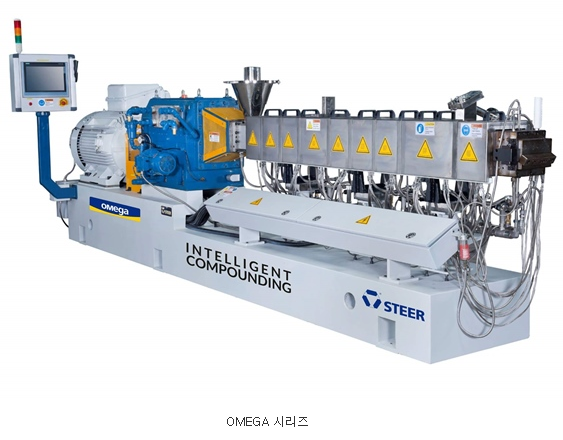 OMega
INTELLIGENT
COMPOUNDING
STEER
OMEGA 시리즈